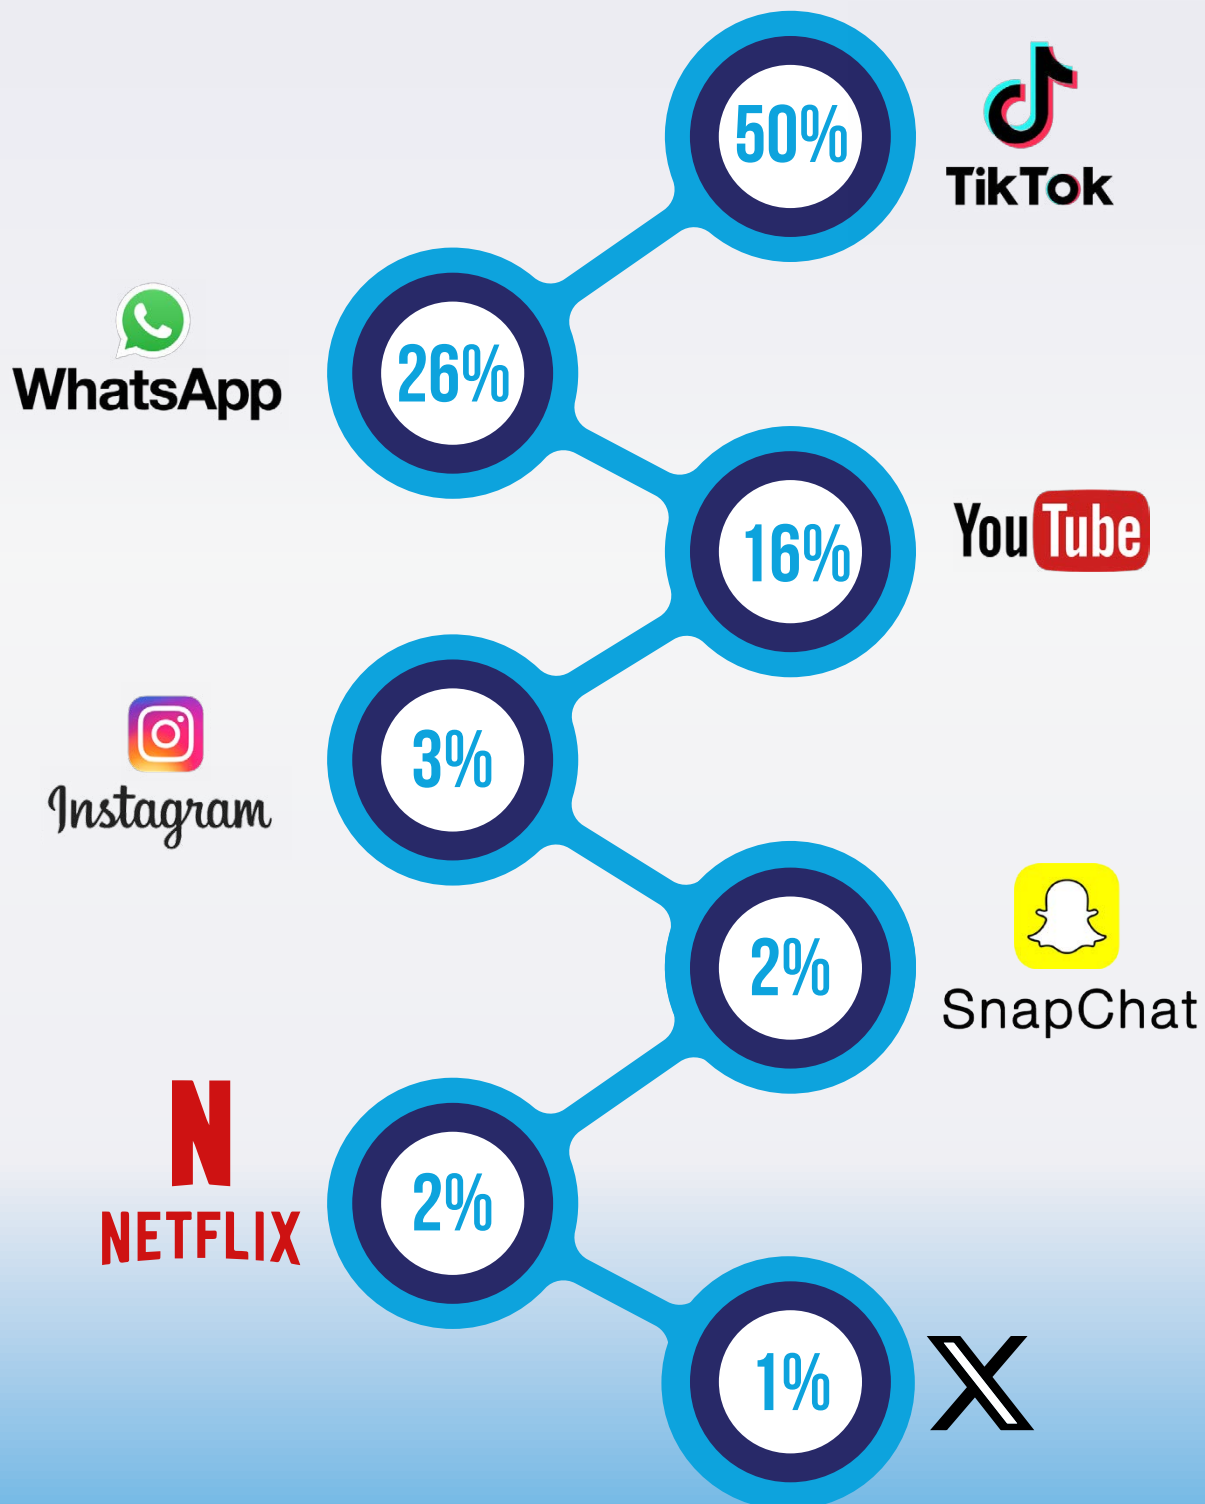 50%
TikTok
WhatsApp
26%
16%
YouTube
Instagram
3%
2%
SnapChat
N
NETFLIX
2%
1%
X